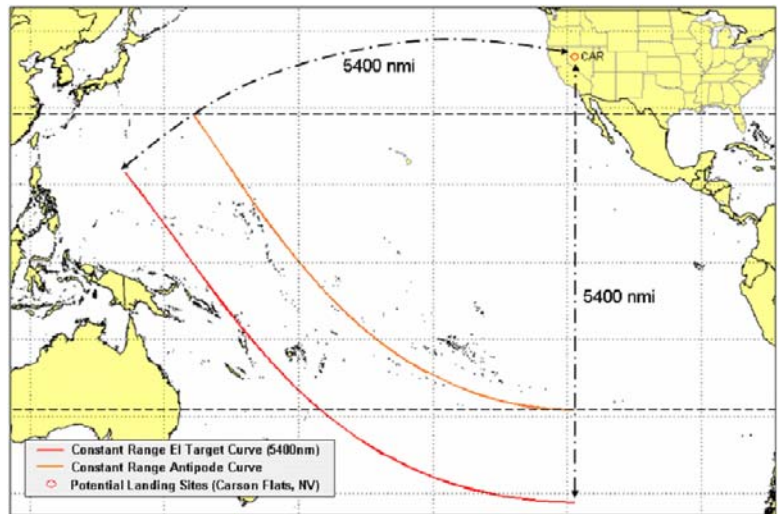 5400 nmi
CAR
5400 nmi
Constant Range EI Target Curve (5400nm)
Constant Range Antipode Curve
Potential Landing Sites (Carson Flats, NV)